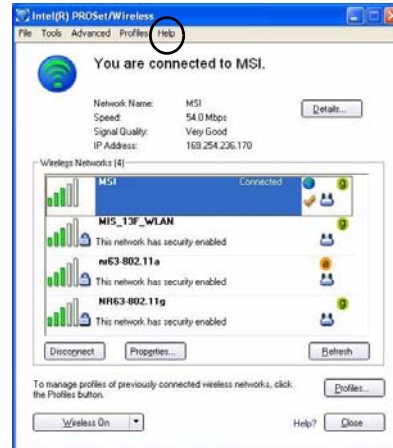 Intel(R) PROSet/Wireless
File Tools Advanced Profiles Help
You are connected to MSI.
Network Name: MSI
Speed: 54.0 Mbps
Signal Quality: Very Good
IP Address: 169.254.236.170
Details...
Wireless Networks (4)
MSI Connected
g
MIS_13F_WLAN
g
This network has security enabled
nr63-802.11a
a
This network has security enabled
NR63-802.11g
g
This network has security enabled
Disconnect Properties... Refresh
To manage profiles of previously connected wireless networks, click
the Profiles button.
Profiles...
Wireless On Help? Close